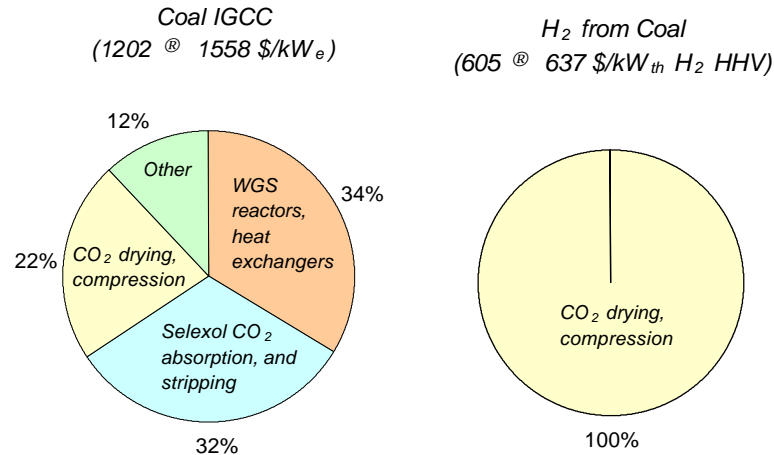 Coal IGCC
(1202 ® 1558 $/kWe)
12%
Other
WGS
reactors,
heat
exchangers
34%
22%
CO2 drying,
compression
Selexol CO2
absorption, and
stripping
32%
H2 from Coal
(605 ® 637 $/kWth H2 HHV)
CO2 drying,
compression
100%